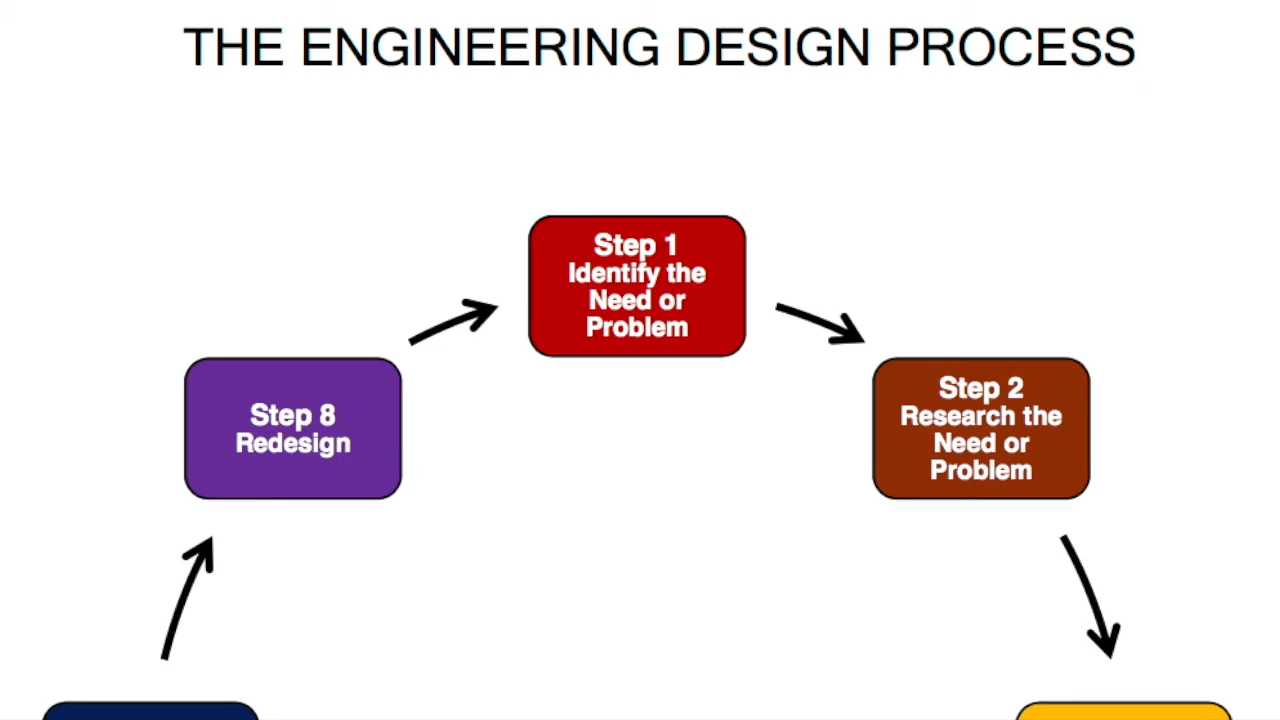 THE ENGINEERING DESIGN PROCESS
Step 1
Identify the
Need or
Problem
Step 2
Research the
Need or
Problem
Step 8
Redesign